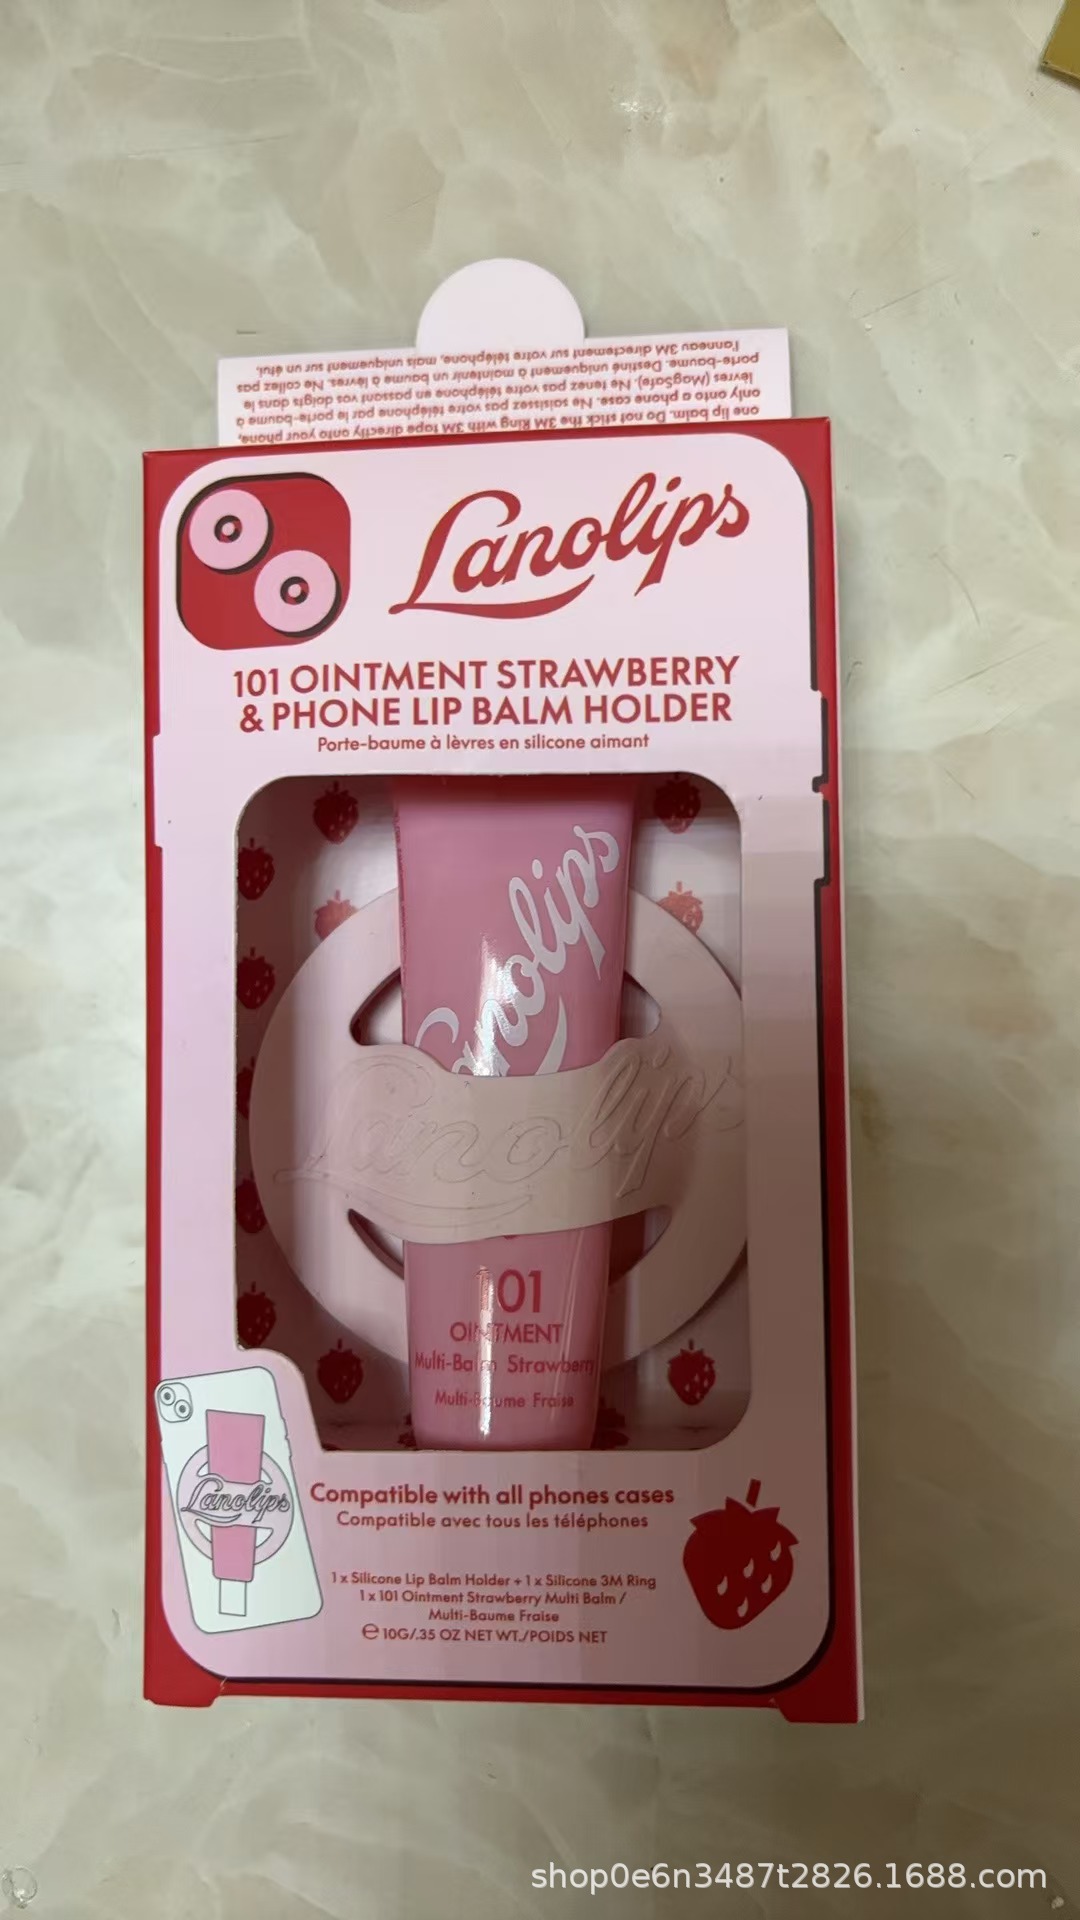 l'anneau 3M directement sur votre téléphone, mais uniquement sur un étui.
porte-baume. Destiné uniquement à maintenir un baume à lèvres. Ne collez pas
lèvres (MagSafe). Ne tenez pas votre téléphone en passant vos doigts dans le
only onto a phone case. Ne saisissez pas votre téléphone par le porte-baume à
one lip balm. Do not stick the 3M Ring with 3M tape directly onto your phone,
Lanolips
101 OINTMENT STRAWBERRY
& PHONE LIP BALM HOLDER
Porte-baume à lèvres en silicone aimant
Lanolips
Lanolips
101
OINTMENT
Multi-Balm Strawberry
Multi-Baume Fraise
Lanolips
Compatible with all phones cases
Compatible avec tous les téléphones
1 x Silicone Lip Balm Holder + 1 x Silicone 3M Ring
1 x 101 Ointment Strawberry Multi Balm /
Multi-Baume Fraise
℮ 10G/.35 OZ NET WT./POIDS NET
shop0e6n3487t2826.1688.com